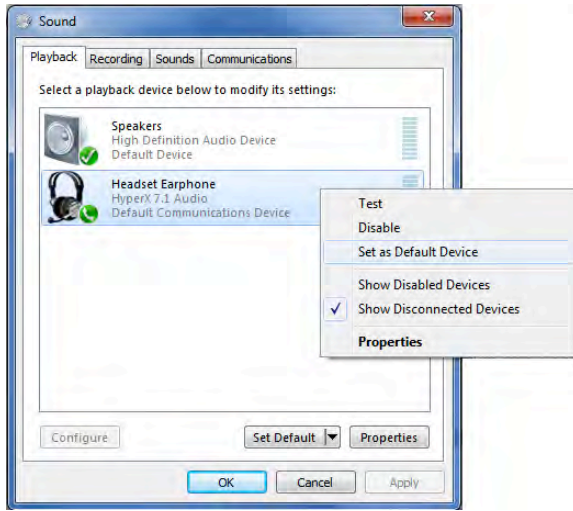 Sound
Playback Recording Sounds Communications
Select a playback device below to modify its settings:
Speakers
High Definition Audio Device
Default Device
Headset Earphone
HyperX 7.1 Audio
Default Communications Device
Test
Disable
Set as Default Device
Show Disabled Devices
Show Disconnected Devices
Properties
Configure Set Default Properties
OK Cancel Apply